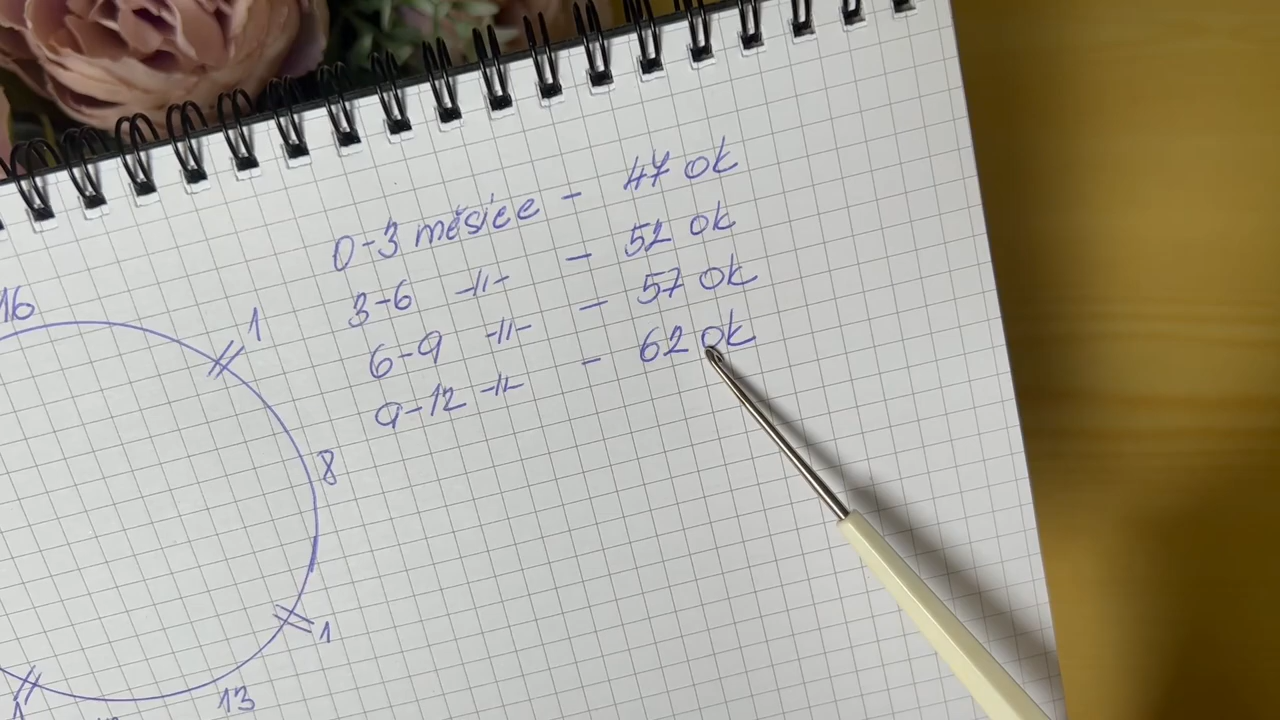 0-3 měsíce - 47 ok
3-6 -||- - 52 ok
6-9 -||- - 57 ok
9-12 -||- - 62 ok
16
1
8
1
13
1